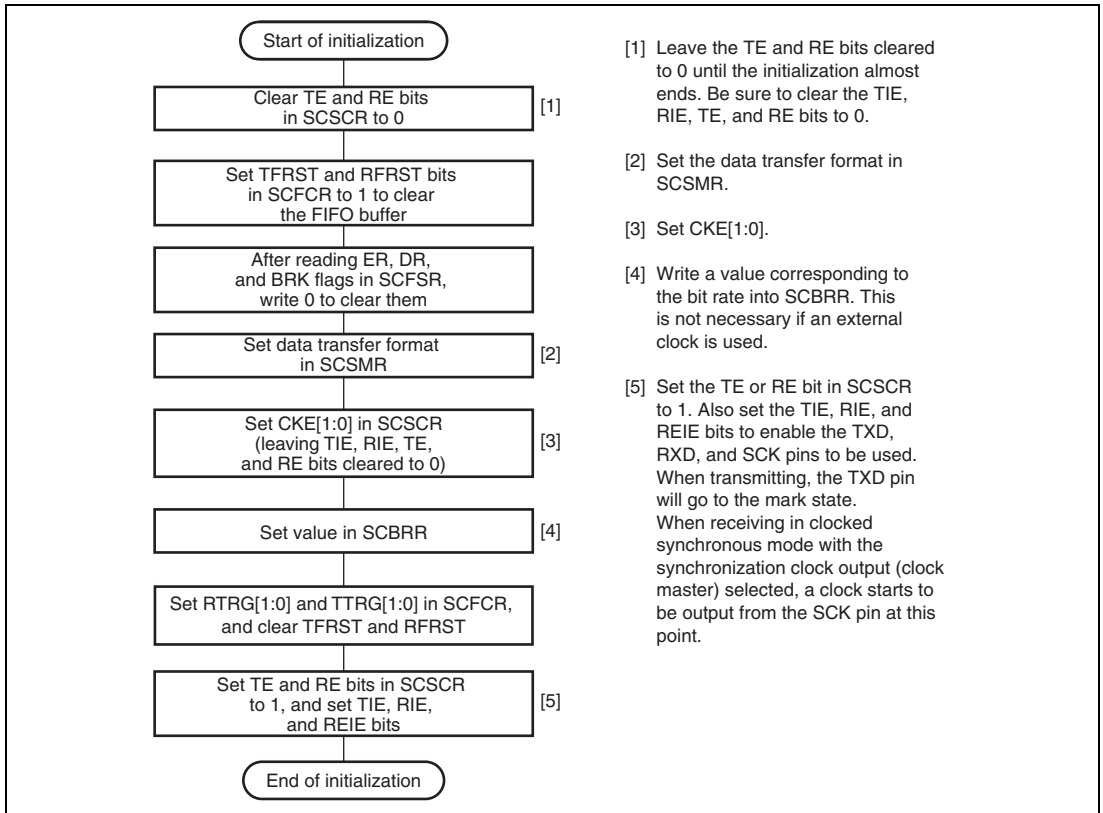 Start of initialization
Clear TE and RE bits
in SCSCR to 0
[1]
Set TFRST and RFRST bits
in SCFCR to 1 to clear
the FIFO buffer
After reading ER, DR,
and BRK flags in SCFSR,
write 0 to clear them
Set data transfer format
in SCSMR
[2]
Set CKE[1:0] in SCSCR
(leaving TIE, RIE, TE,
and RE bits cleared to 0)
[3]
Set value in SCBRR
[4]
Set RTRG[1:0] and TTRG[1:0] in SCFCR,
and clear TFRST and RFRST
Set TE and RE bits in SCSCR
to 1, and set TIE, RIE,
and REIE bits
[5]
End of initialization
[1] Leave the TE and RE bits cleared
to 0 until the initialization almost
ends. Be sure to clear the TIE,
RIE, TE, and RE bits to 0.
[2] Set the data transfer format in
SCSMR.
[3] Set CKE[1:0].
[4] Write a value corresponding to
the bit rate into SCBRR. This
is not necessary if an external
clock is used.
[5] Set the TE or RE bit in SCSCR
to 1. Also set the TIE, RIE, and
REIE bits to enable the TXD,
RXD, and SCK pins to be used.
When transmitting, the TXD pin
will go to the mark state.
When receiving in clocked
synchronous mode with the
synchronization clock output (clock
master) selected, a clock starts to
be output from the SCK pin at this
point.